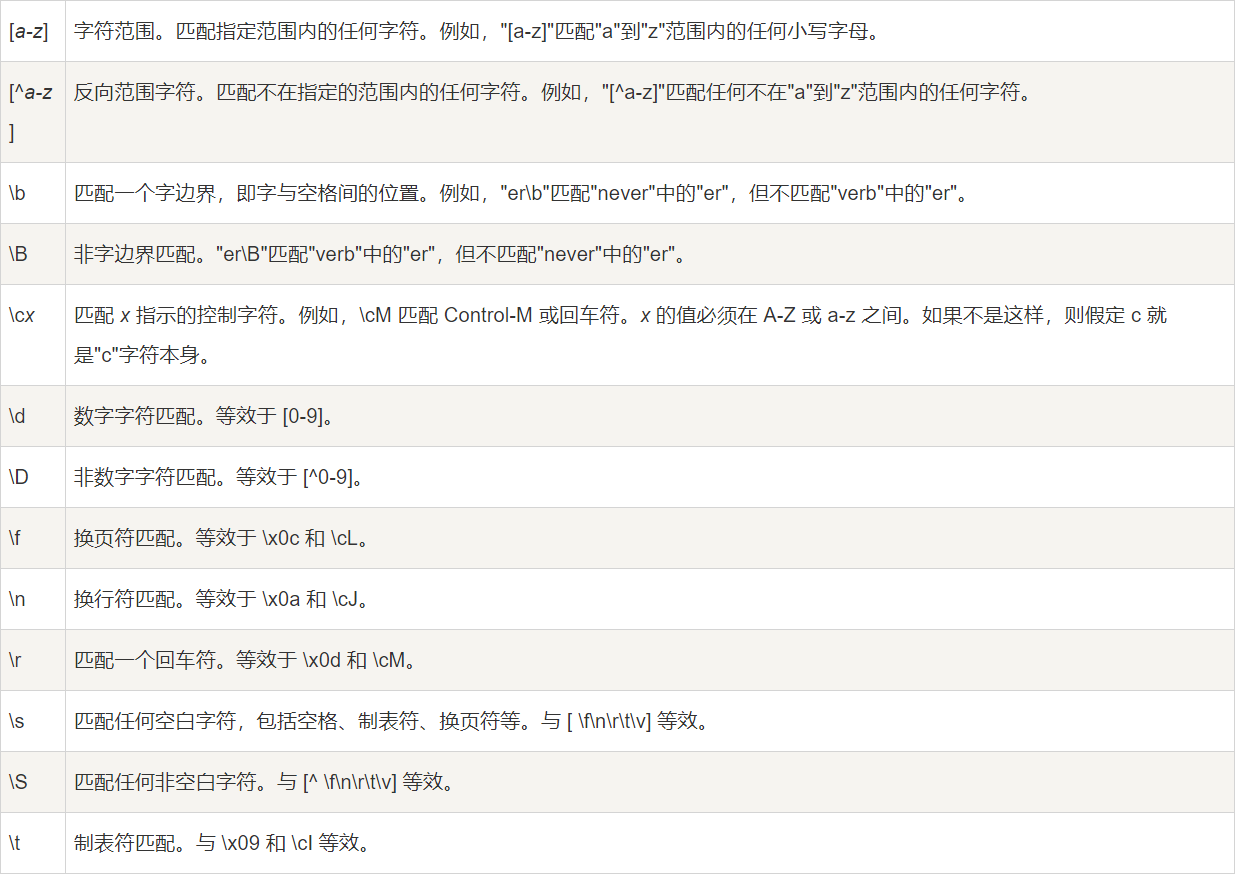 [a-z] 字符范围。匹配指定范围内的任何字符。例如，"[a-z]"匹配"a"到"z"范围内的任何小写字母。
[^a-z 反向范围字符。匹配不在指定的范围内的任何字符。例如，"[^a-z]"匹配任何不在"a"到"z"范围内的任何字符。
]
\b 匹配一个字边界，即字与空格间的位置。例如，"er\b"匹配"never"中的"er"，但不匹配"verb"中的"er"。
\B 非字边界匹配。"er\B"匹配"verb"中的"er"，但不匹配"never"中的"er"。
\cx 匹配 x 指示的控制字符。例如，\cM 匹配 Control-M 或回车符。x 的值必须在 A-Z 或 a-z 之间。如果不是这样，则假定 c 就
是"c"字符本身。
\d 数字字符匹配。等效于 [0-9]。
\D 非数字字符匹配。等效于 [^0-9]。
\f 换页符匹配。等效于 \x0c 和 \cL。
\n 换行符匹配。等效于 \x0a 和 \cJ。
\r 匹配一个回车符。等效于 \x0d 和 \cM。
\s 匹配任何空白字符，包括空格、制表符、换页符等。与 [ \f\n\r\t\v] 等效。
\S 匹配任何非空白字符。与 [^ \f\n\r\t\v] 等效。
\t 制表符匹配。与 \x09 和 \cI 等效。